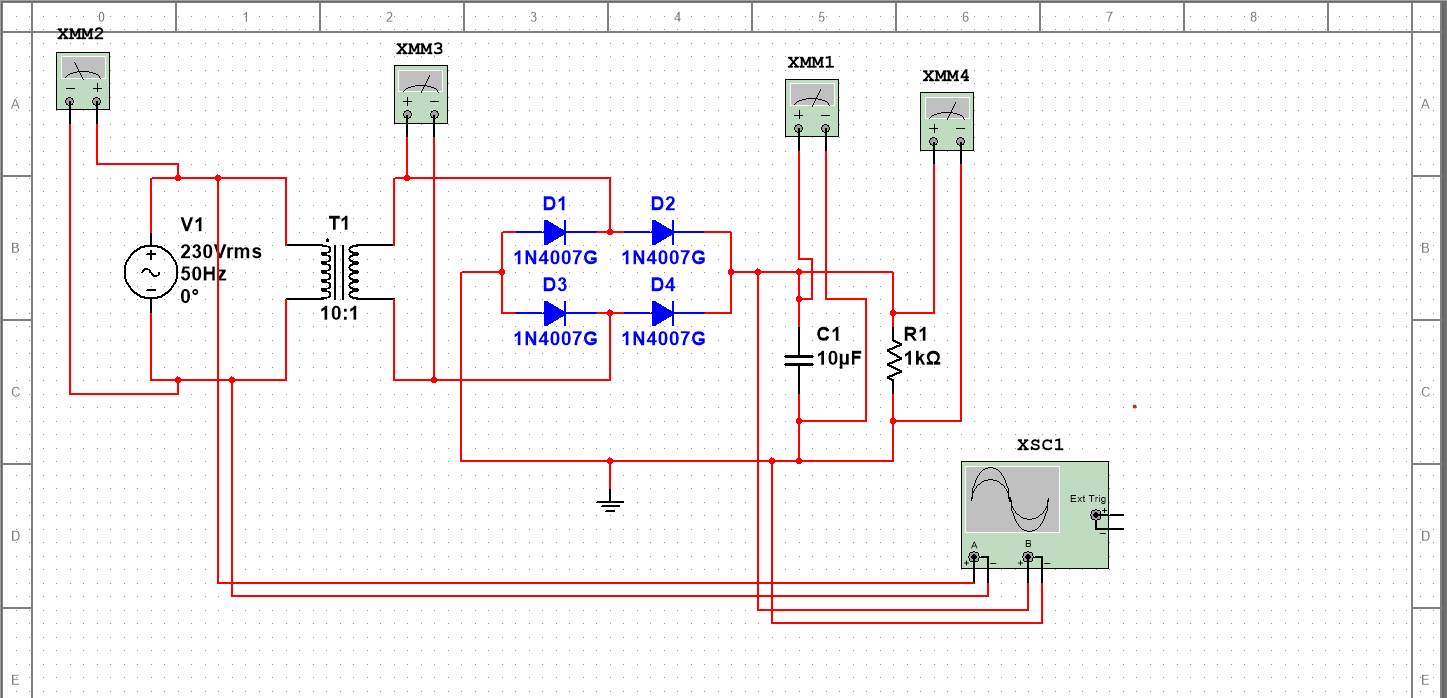 0 1 2 3 4 5 6 7 8
XMM2
XMM3
XMM1
XMM4
A A
B B
C C
D D
E E
V1
230Vrms
50Hz
0°
T1
10:1
D1
1N4007G
D2
1N4007G
D3
1N4007G
D4
1N4007G
C1
10µF
R1
1kΩ
XSC1
Ext Trig
A
B